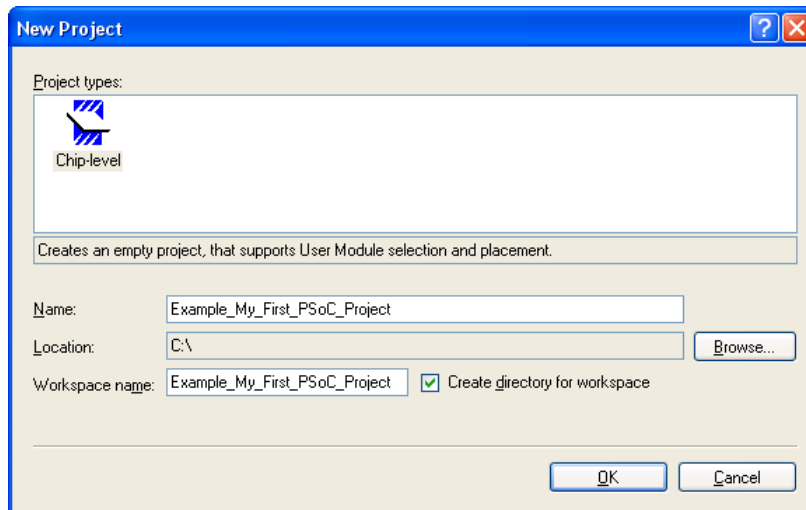 New Project
Project types:
Chip-level
Creates an empty project, that supports User Module selection and placement.
Name: Example_My_First_PSoC_Project
Location: C:\ Browse...
Workspace name: Example_My_First_PSoC_Project Create directory for workspace
OK Cancel